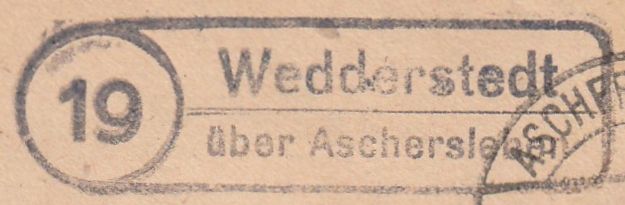 19
Wedderstedt
über Aschersleben